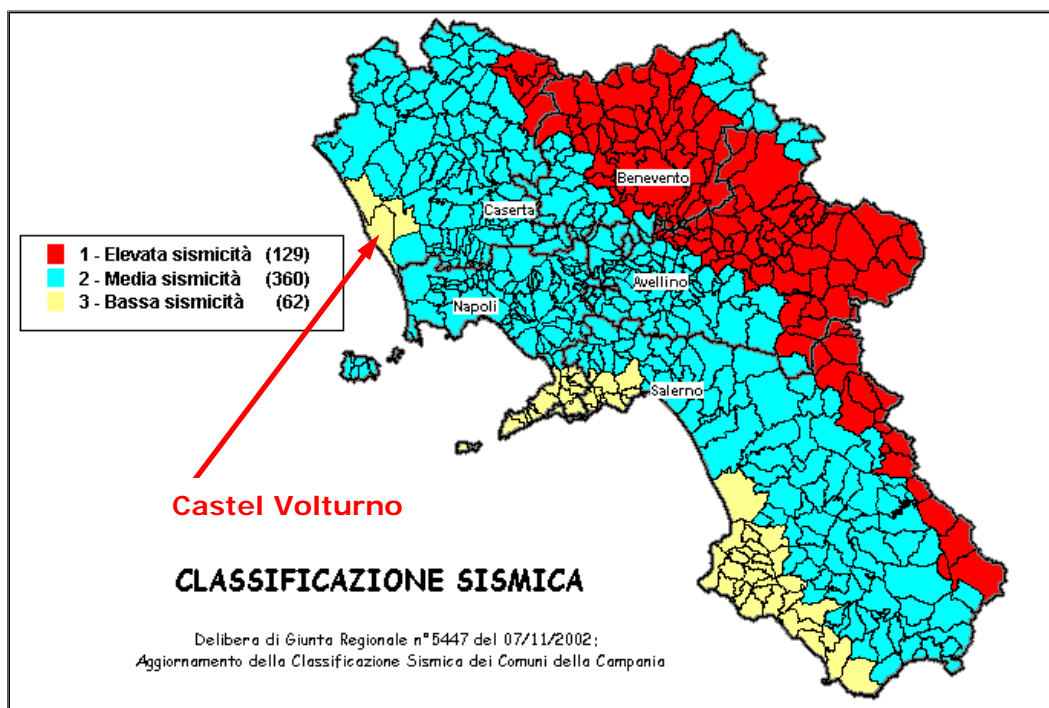 Benevento
Caserta
1 - Elevata sismicità (129)
2 - Media sismicità (360)
3 - Bassa sismicità (62)
Avellino
Napoli
Salerno
Castel Volturno
CLASSIFICAZIONE SISMICA
Delibera di Giunta Regionale n°5447 del 07/11/2002;
Aggiornamento della Classificazione Sismica dei Comuni della Campania